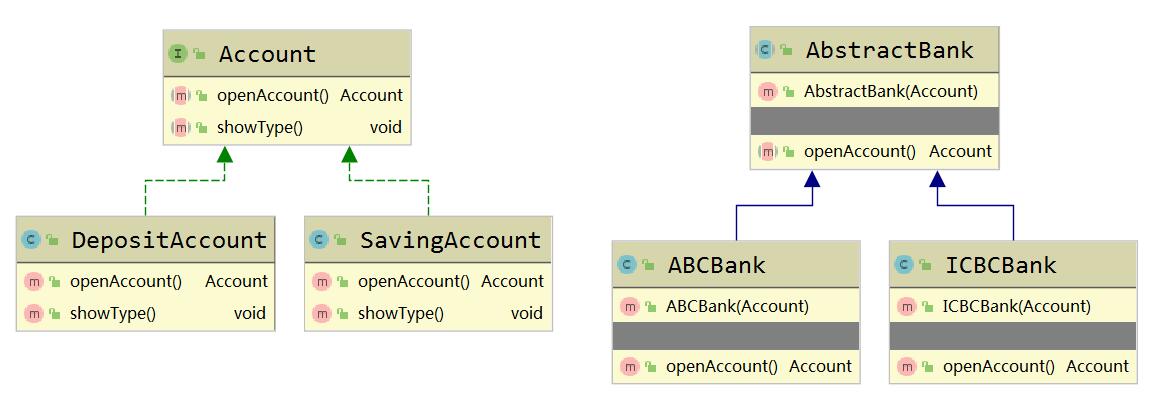 Account
openAccount() Account
showType() void
DepositAccount
openAccount() Account
showType() void
SavingAccount
openAccount() Account
showType() void
AbstractBank
AbstractBank(Account)
openAccount() Account
ABCBank
ABCBank(Account)
openAccount() Account
ICBCBank
ICBCBank(Account)
openAccount() Account